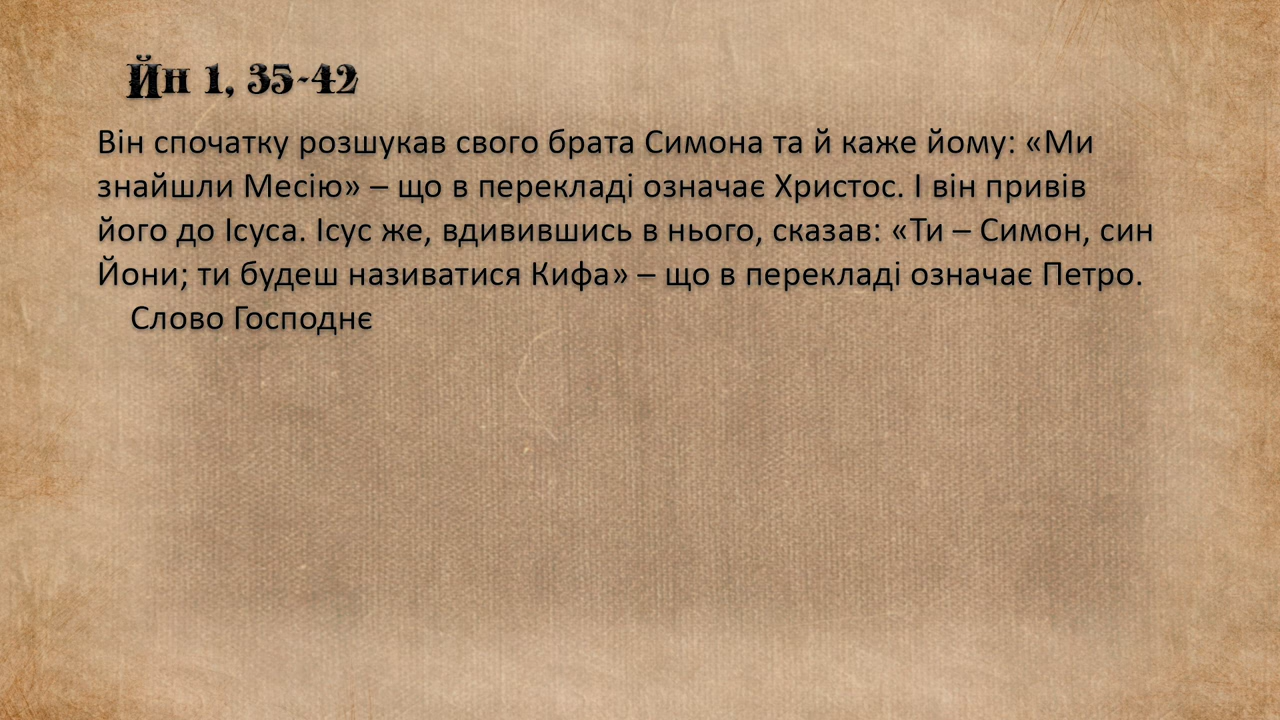 Йн 1, 35-42
Він спочатку розшукав свого брата Симона та й каже йому: «Ми
знайшли Месію» – що в перекладі означає Христос. І він привів
його до Ісуса. Ісус же, вдивившись в нього, сказав: «Ти – Симон, син
Йони; ти будеш називатися Кифа» – що в перекладі означає Петро.
Слово Господнє